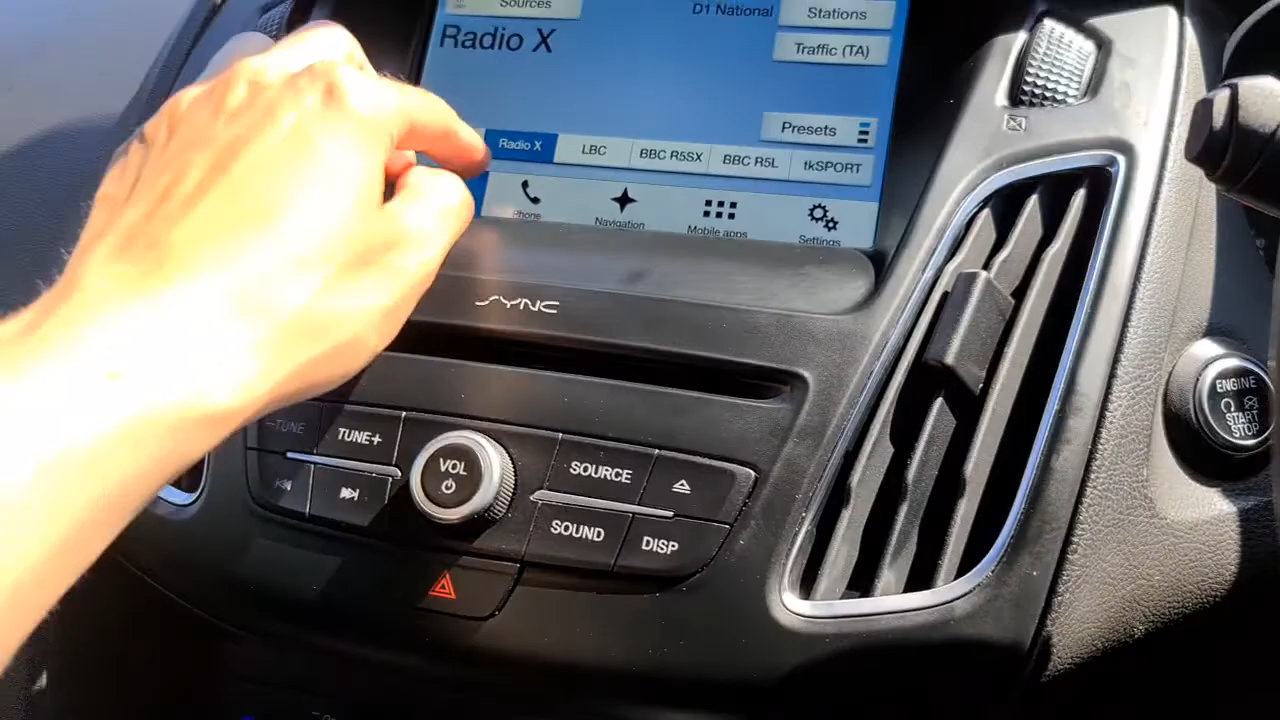 Sources
D1 National
Stations
Radio X
Traffic (TA)
Presets
Radio X
LBC
BBC R5SX
BBC R5L
tkSPORT
Phone
Navigation
Mobile apps
Settings
SYNC
-TUNE
TUNE+
VOL
SOURCE
SOUND
DISP
ENGINE
START
STOP